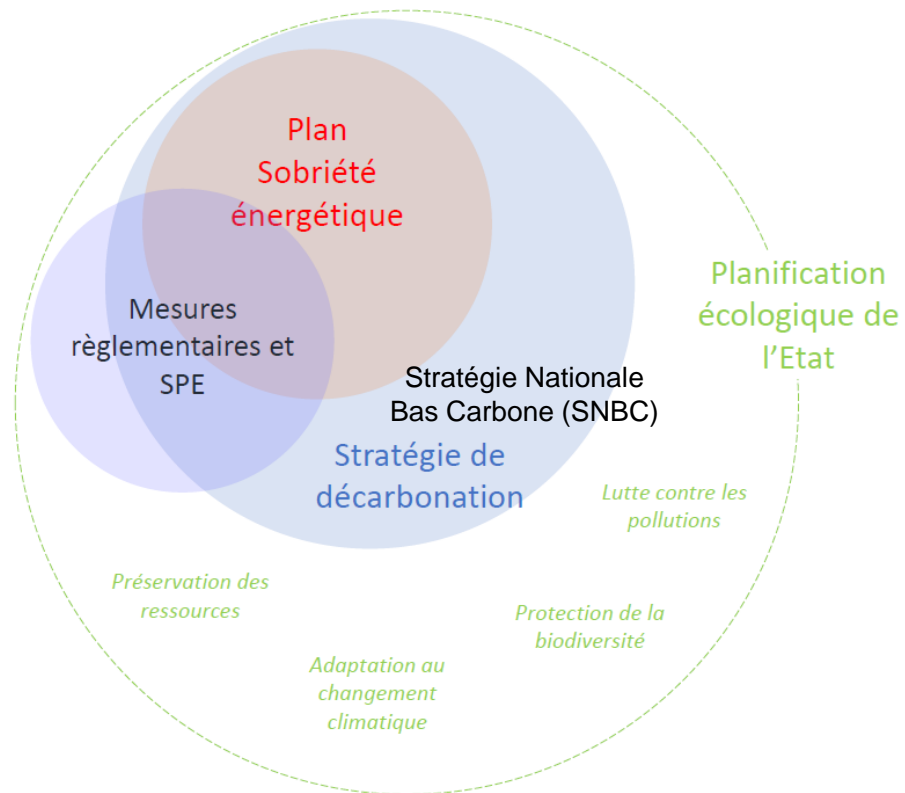 Plan
Sobriété
énergétique
Mesures
règlementaires et
SPE
Planification
écologique de
l'Etat
Stratégie Nationale
Bas Carbone (SNBC)
Stratégie de
décarbonation
Lutte contre les
pollutions
Préservation des
ressources
Protection de la
biodiversité
Adaptation au
changement
climatique